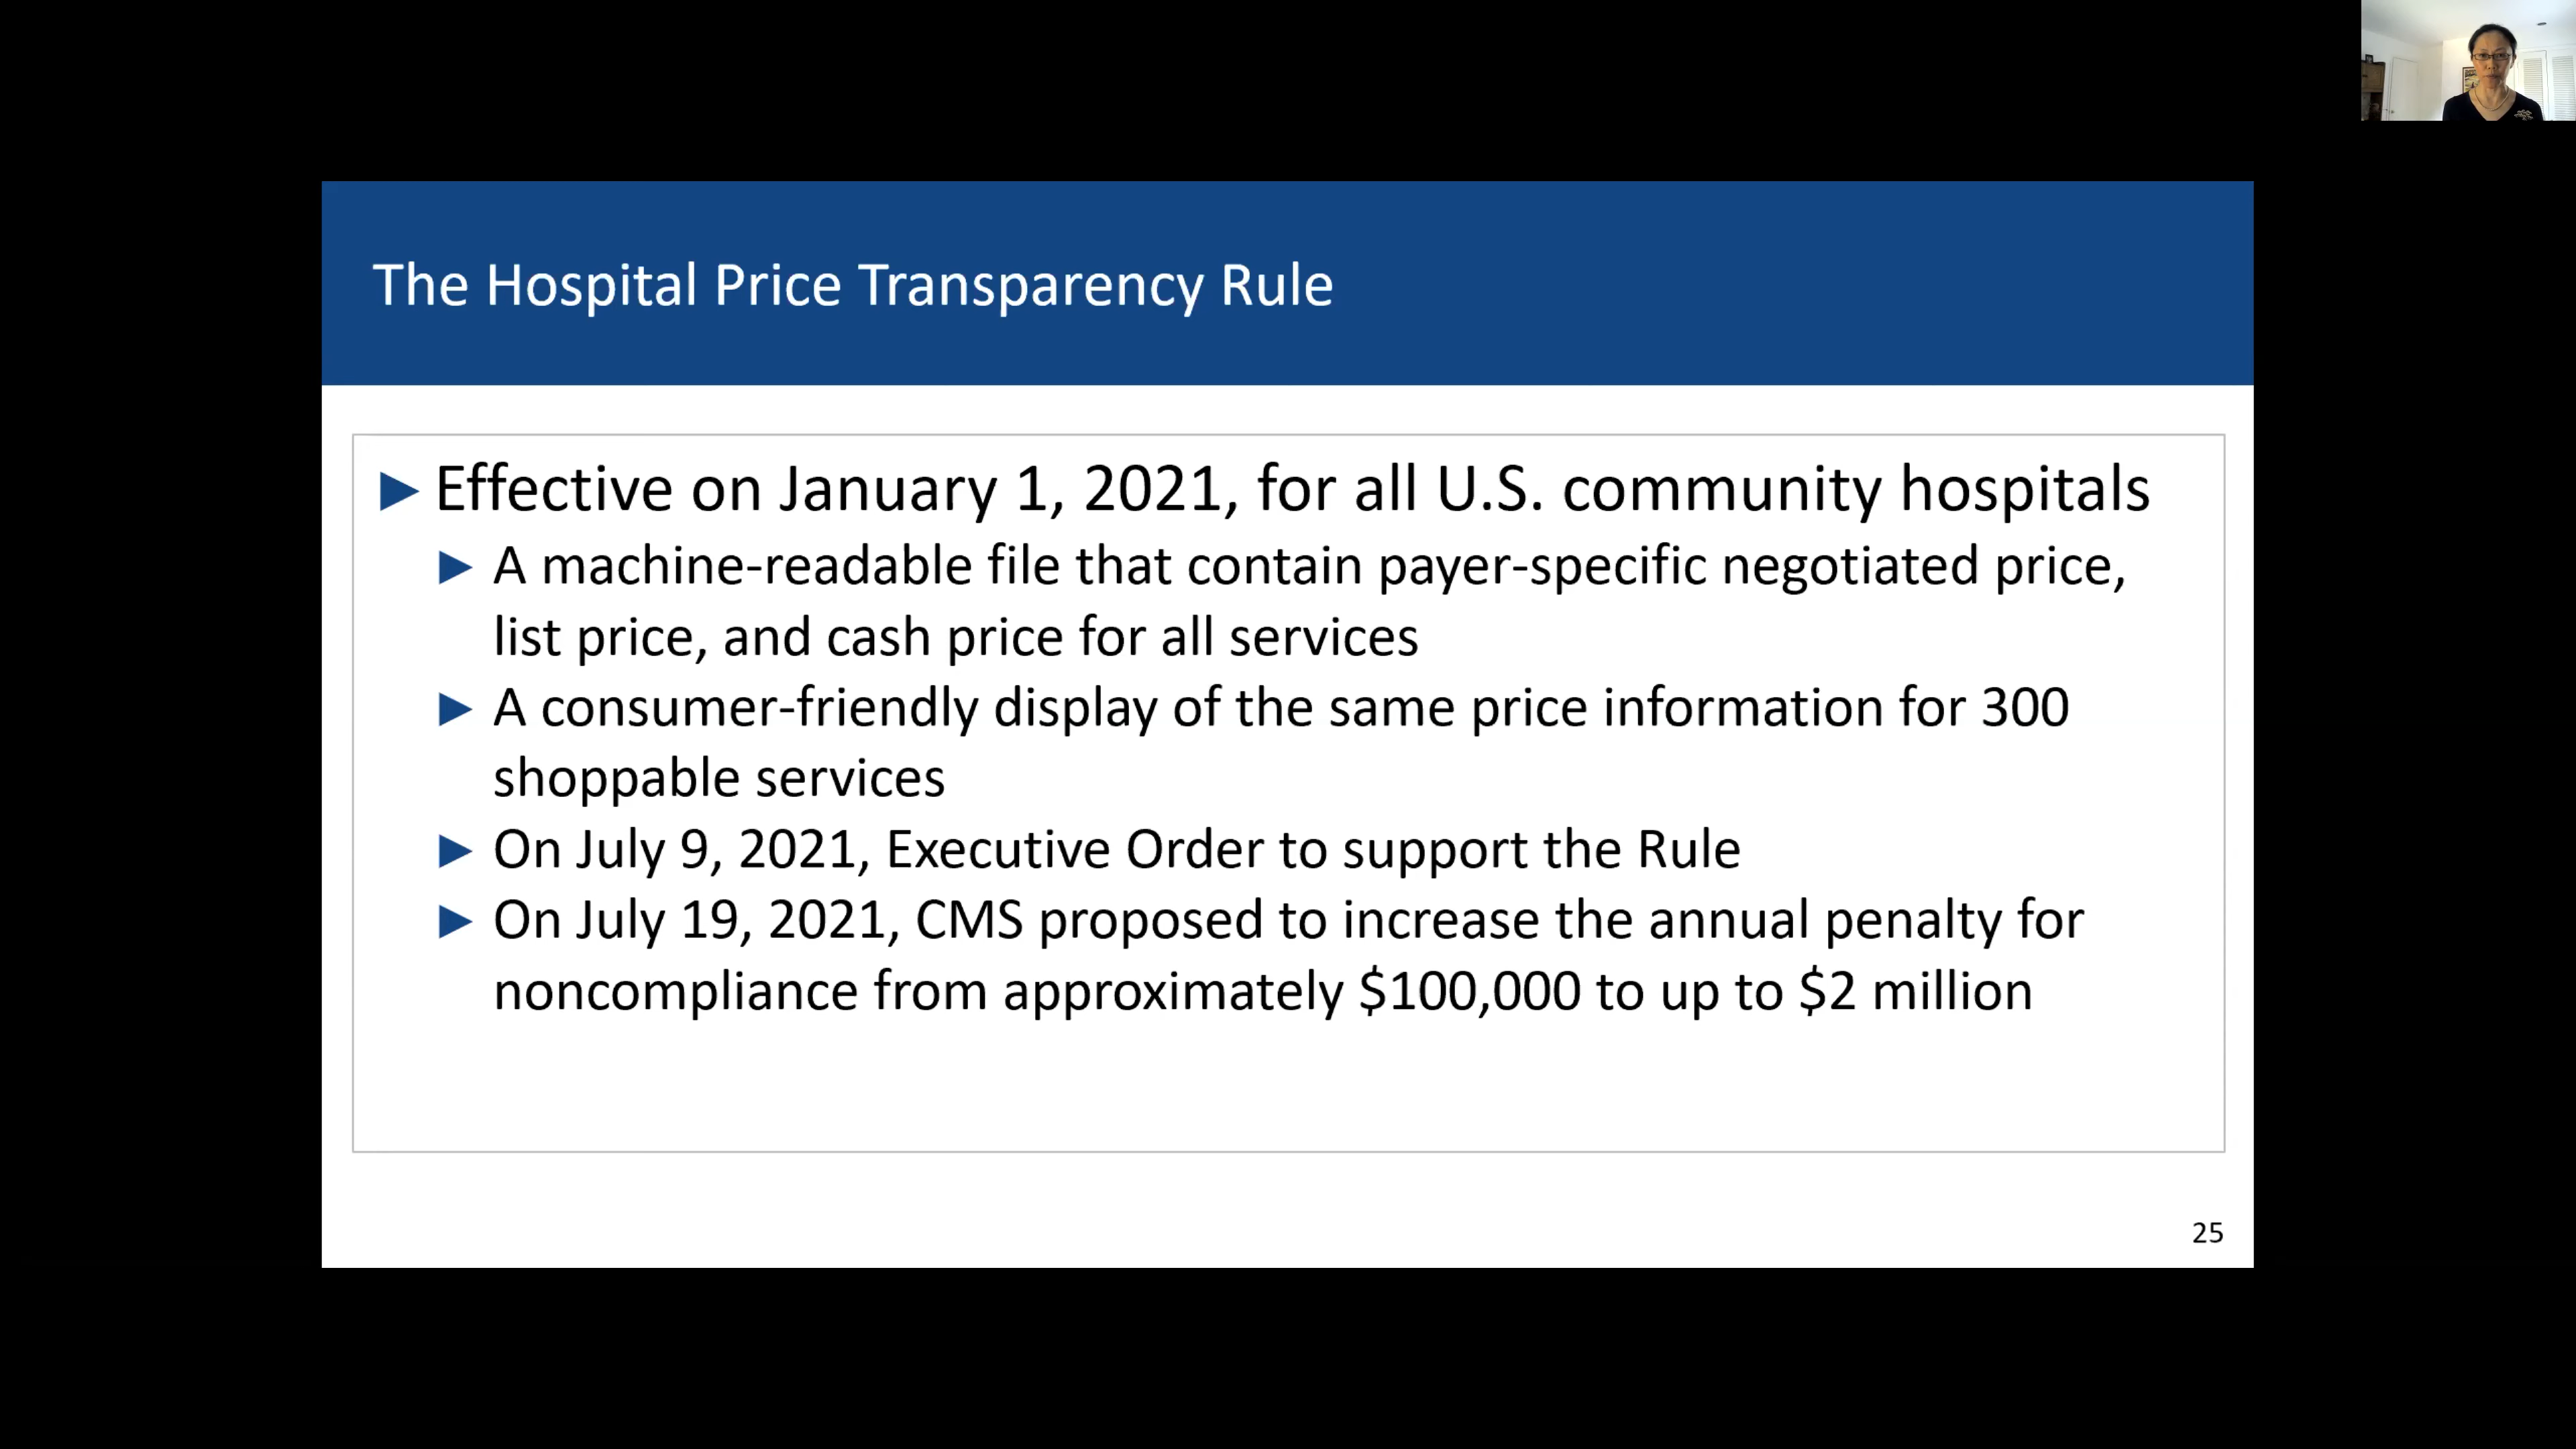 The Hospital Price Transparency Rule
► Effective on January 1, 2021, for all U.S. community hospitals
► A machine-readable file that contain payer-specific negotiated price,
list price, and cash price for all services
► A consumer-friendly display of the same price information for 300
shoppable services
► On July 9, 2021, Executive Order to support the Rule
► On July 19, 2021, CMS proposed to increase the annual penalty for
noncompliance from approximately $100,000 to up to $2 million
25